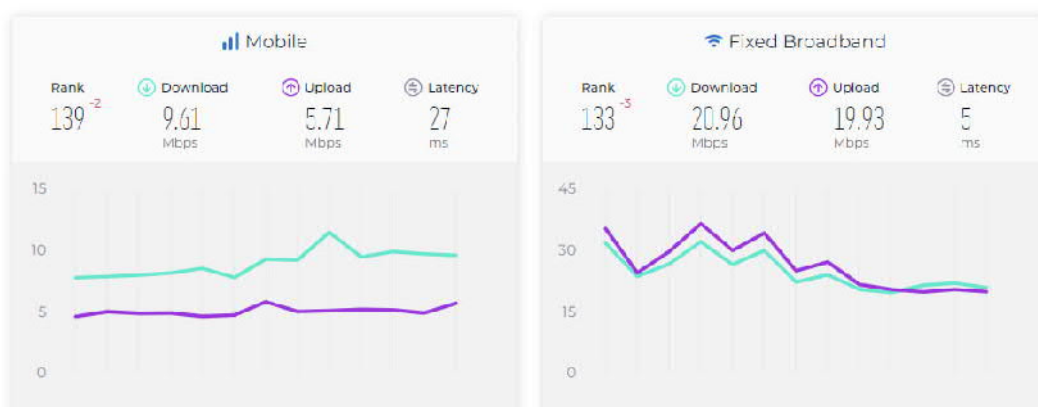 Mobile
Rank Download Upload Latency
139 -2 9.61 5.71 27
Mbps Mbps ms
15
10
5
0
Fixed Broadband
Rank Download Upload Latency
133 -3 20.96 19.93 5
Mbps Mbps ms
45
30
15
0